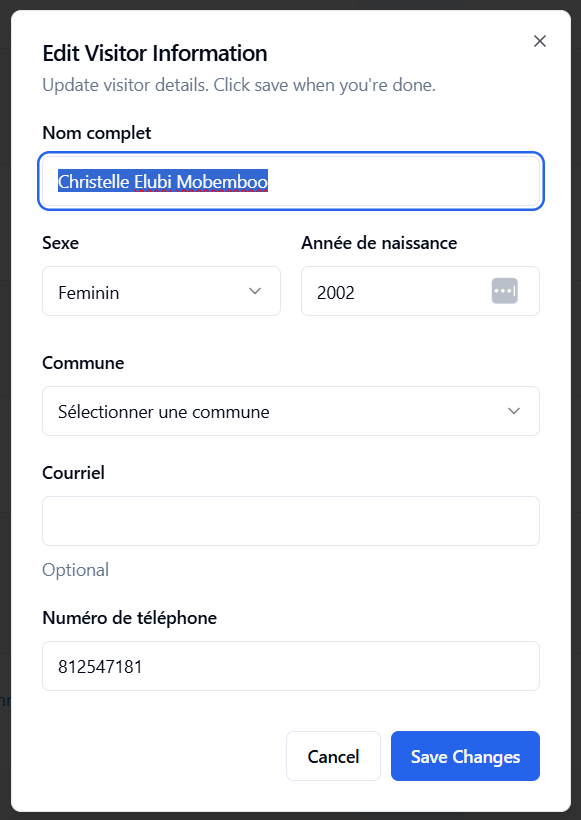 Edit Visitor Information
Update visitor details. Click save when you're done.
Nom complet
Christelle Elubi Mobemboo
Sexe
Année de naissance
Feminin
2002
Commune
Sélectionner une commune
Courriel
Optional
Numéro de téléphone
812547181
Cancel
Save Changes